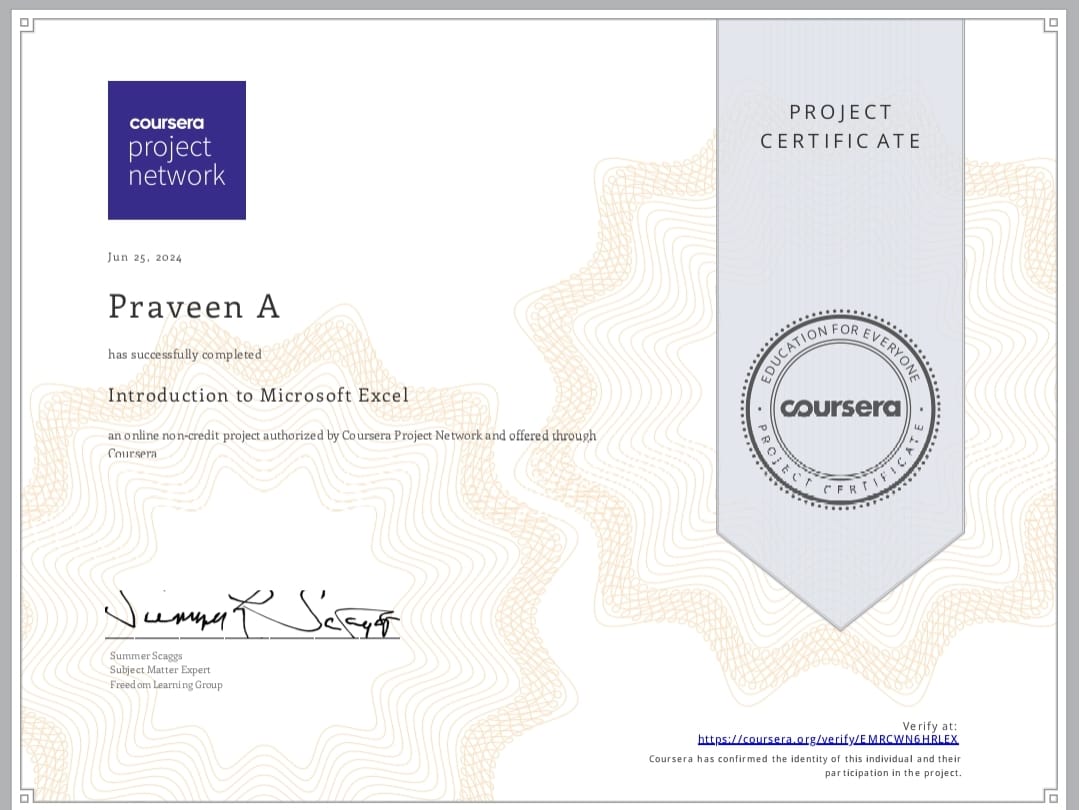 coursera
project
network
Jun 25, 2024
Praveen A
has successfully completed
Introduction to Microsoft Excel
an online non-credit project authorized by Coursera Project Network and offered through
Coursera
Summer Scaggs
Subject Matter Expert
Freedom Learning Group
PROJECT
CERTIFICATE
EDUCATION FOR EVERYONE
coursera
PROJECT CERTIFICATE
Verify at:
https://coursera.org/verify/EMRCWN6HRLEX
Coursera has confirmed the identity of this individual and their
participation in the project.